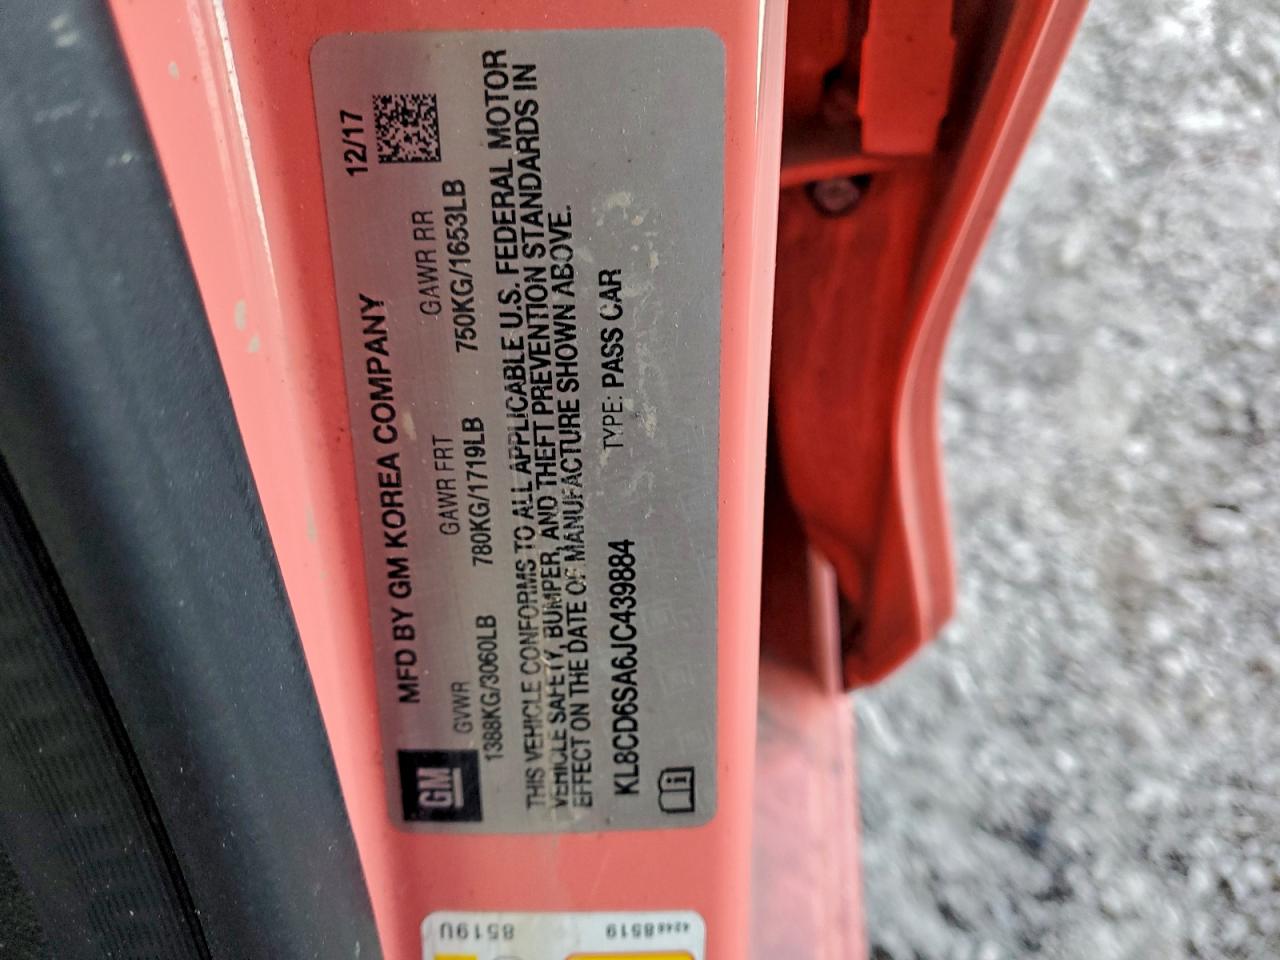 MFD BY GM KOREA COMPANY 12/17
GM
GVWR GAWR FRT GAWR RR
1388KG/3060LB 780KG/1719LB 750KG/1653LB
THIS VEHICLE CONFORMS TO ALL APPLICABLE U.S. FEDERAL MOTOR
VEHICLE SAFETY, BUMPER, AND THEFT PREVENTION STANDARDS IN
EFFECT ON THE DATE OF MANUFACTURE SHOWN ABOVE.
KL8CD6SA6JC439884 TYPE: PASS CAR
i
8519U
42468519